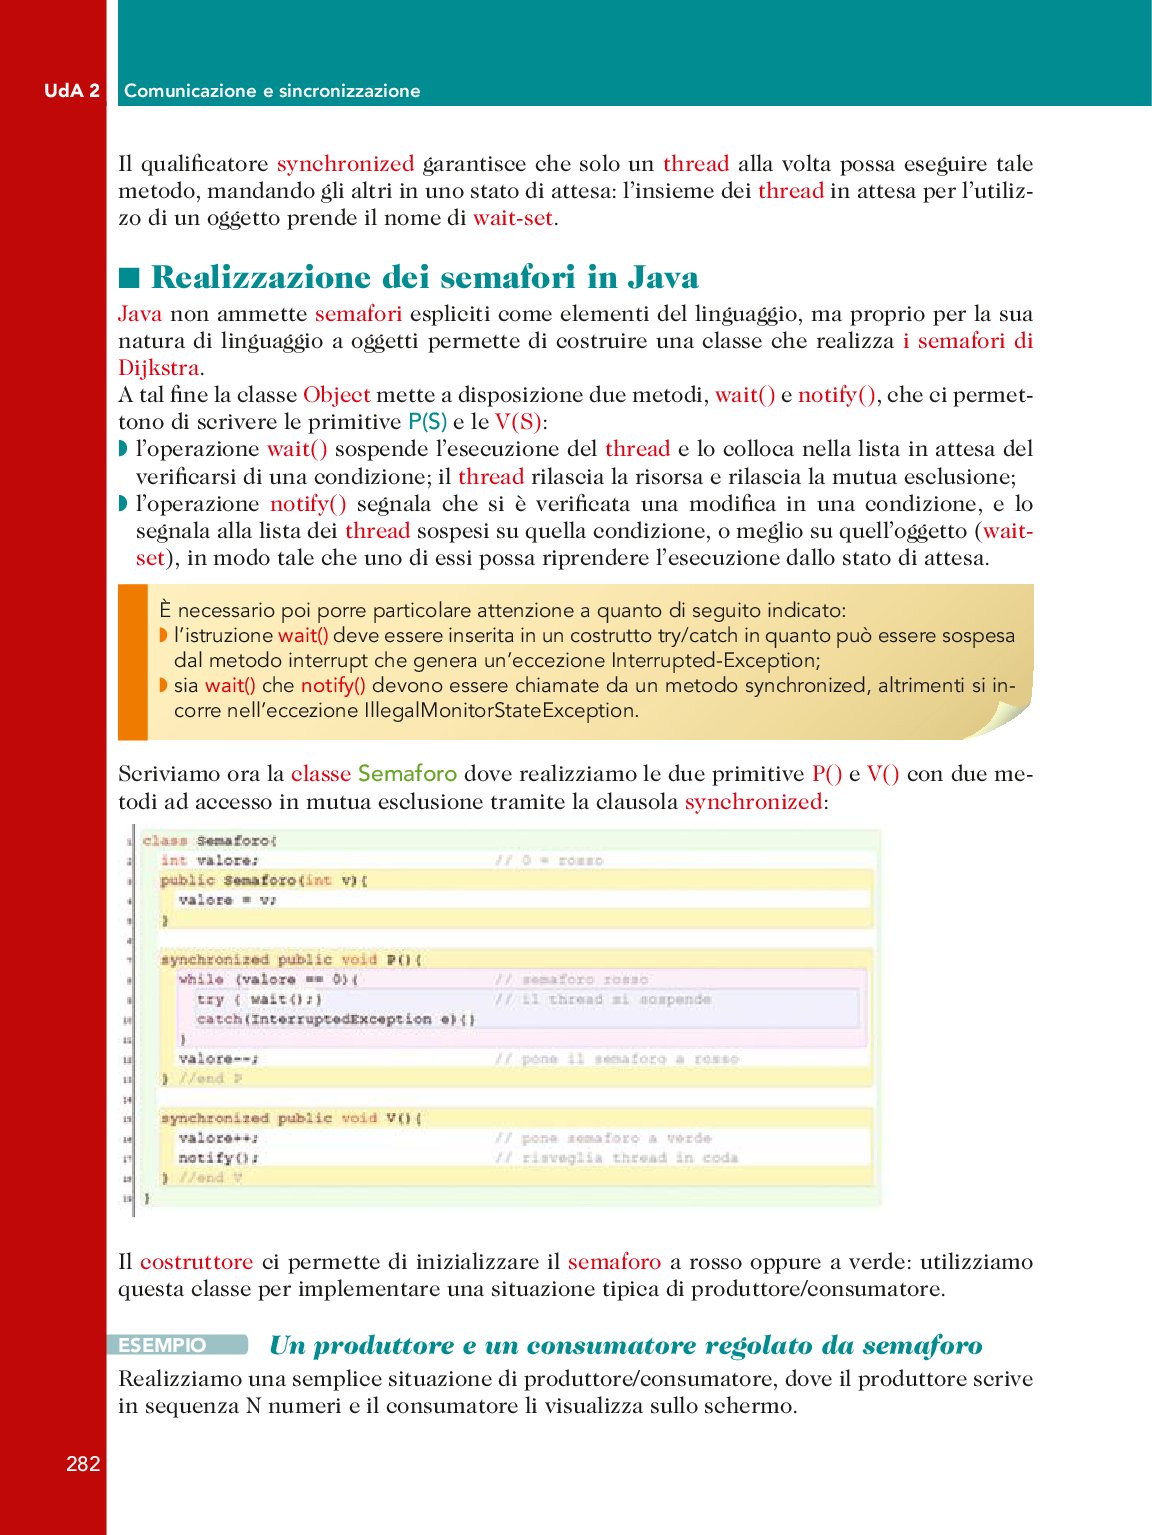 UdA 2 Comunicazione e sincronizzazione
Il qualificatore synchronized garantisce che solo un thread alla volta possa eseguire tale
metodo, mandando gli altri in uno stato di attesa: l’insieme dei thread in attesa per l’utiliz-
zo di un oggetto prende il nome di wait-set.
■ Realizzazione dei semafori in Java
Java non ammette semafori espliciti come elementi del linguaggio, ma proprio per la sua
natura di linguaggio a oggetti permette di costruire una classe che realizza i semafori di
Dijkstra.
A tal fine la classe Object mette a disposizione due metodi, wait() e notify(), che ci permet-
tono di scrivere le primitive P(S) e le V(S):
◗ l’operazione wait() sospende l’esecuzione del thread e lo colloca nella lista in attesa del
verificarsi di una condizione; il thread rilascia la risorsa e rilascia la mutua esclusione;
◗ l’operazione notify() segnala che si è verificata una modifica in una condizione, e lo
segnala alla lista dei thread sospesi su quella condizione, o meglio su quell’oggetto (wait-
set), in modo tale che uno di essi possa riprendere l’esecuzione dallo stato di attesa.
È necessario poi porre particolare attenzione a quanto di seguito indicato:
◗ l’istruzione wait() deve essere inserita in un costrutto try/catch in quanto può essere sospesa
dal metodo interrupt che genera un’eccezione Interrupted-Exception;
◗ sia wait() che notify() devono essere chiamate da un metodo synchronized, altrimenti si in-
corre nell’eccezione IllegalMonitorStateException.
Scriviamo ora la classe Semaforo dove realizziamo le due primitive P() e V() con due me-
todi ad accesso in mutua esclusione tramite la clausola synchronized:
1 class Semaforo{
2 int valore; // 0 = rosso
3 public Semaforo(int v){
4 valore = v;
5 }
6
7 synchronized public void P(){
8 while (valore == 0){ // semaforo rosso
9 try { wait();} // il thread si sospende
10 catch(InterruptedException e){}
11 }
12 valore--; // pone il semaforo a rosso
13 } //end P
14
15 synchronized public void V(){
16 valore++; // pone semaforo a verde
17 notify(); // risveglia thread in coda
18 } //end V
19 }
Il costruttore ci permette di inizializzare il semaforo a rosso oppure a verde: utilizziamo
questa classe per implementare una situazione tipica di produttore/consumatore.
ESEMPIO Un produttore e un consumatore regolato da semaforo
Realizziamo una semplice situazione di produttore/consumatore, dove il produttore scrive
in sequenza N numeri e il consumatore li visualizza sullo schermo.
282